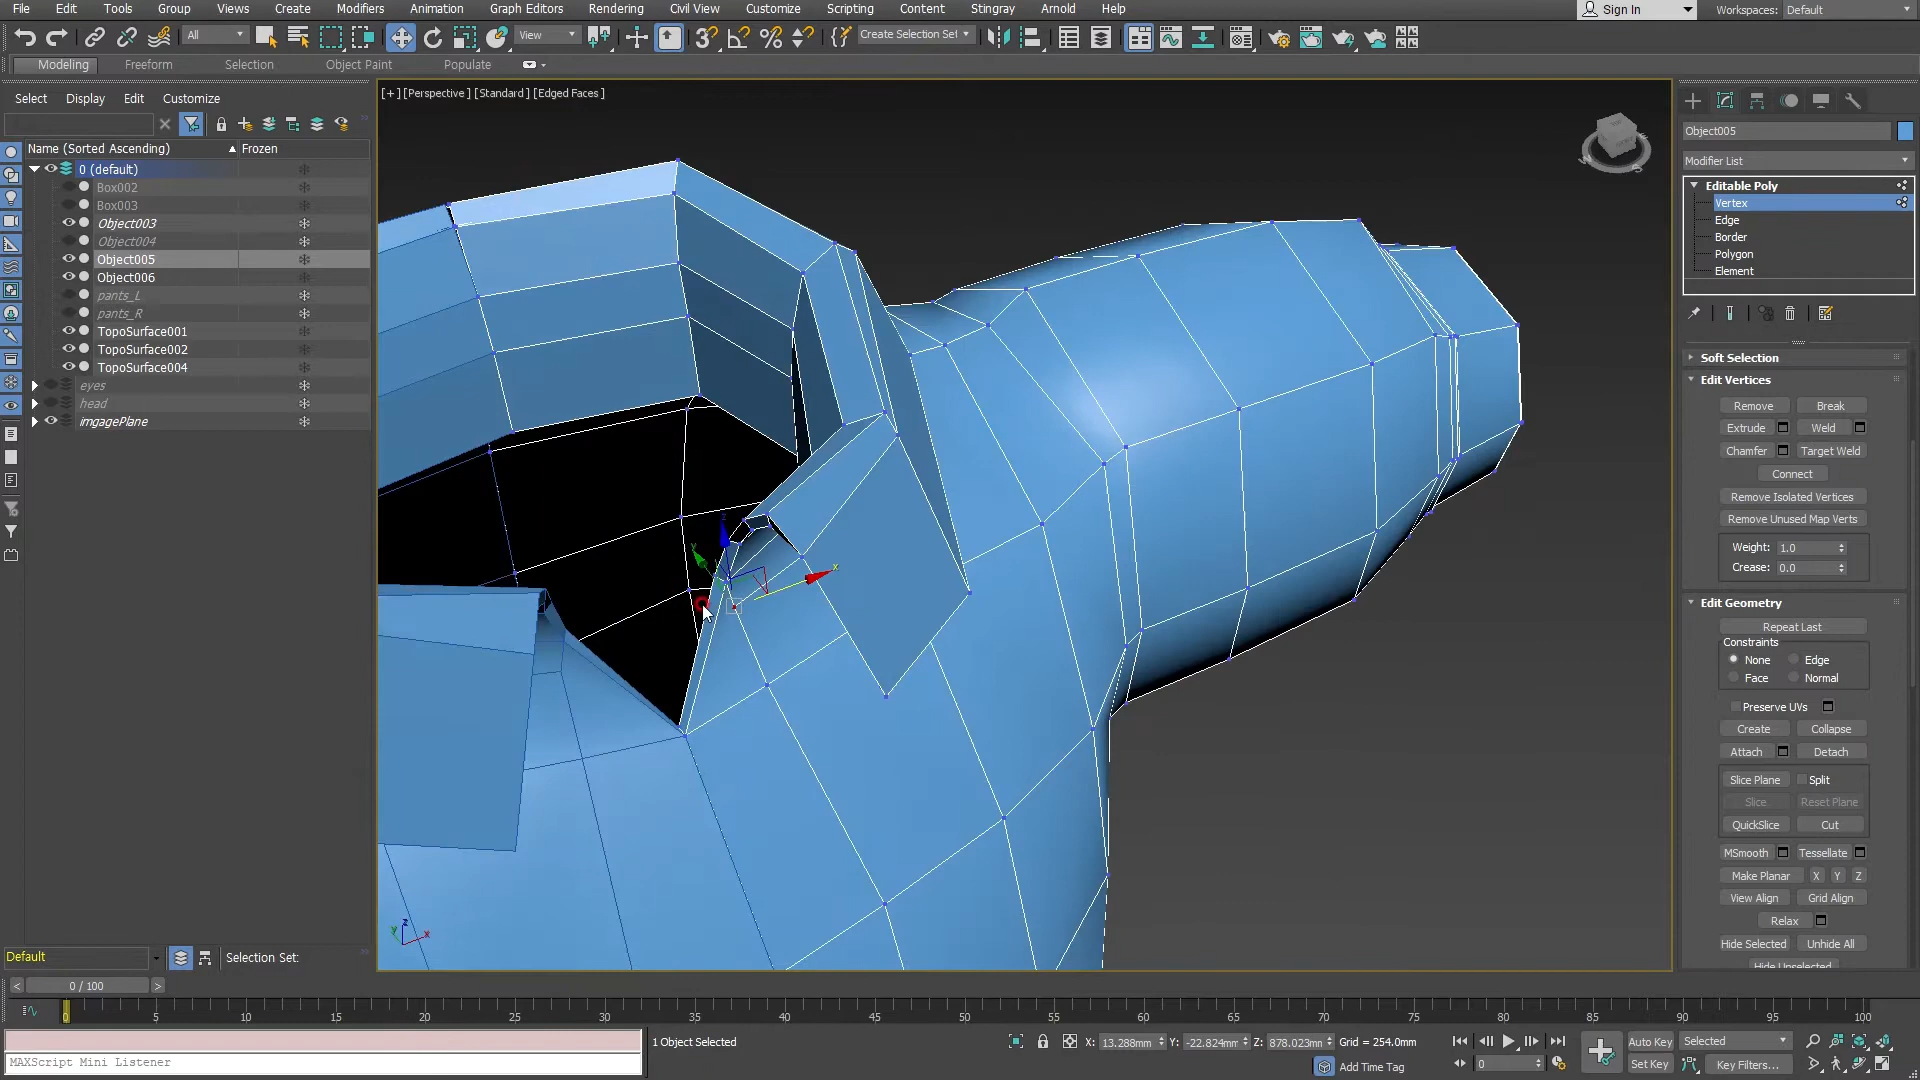 File Edit Tools Group Views Create Modifiers Animation Graph Editors Rendering Civil View Customize Scripting Content Stingray Arnold Help Sign In Workspaces: Default
All View Create Selection Set
Modeling Freeform Selection Object Paint Populate
Select Display Edit Customize
[+] [Perspective] [Standard] [Edged Faces]
Name (Sorted Ascending) Frozen
0 (default)
Box002
Box003
Object003
Object004
Object005
Object006
pants_L
pants_R
TopoSurface001
TopoSurface002
TopoSurface004
eyes
head
imgagePlane
Object005
Modifier List
Editable Poly
Vertex
Edge
Border
Polygon
Element
Soft Selection
Edit Vertices
Remove Break
Extrude Weld
Chamfer Target Weld
Connect
Remove Isolated Vertices
Remove Unused Map Verts
Weight: 1.0
Crease: 0.0
Edit Geometry
Repeat Last
Constraints
None Edge
Face Normal
Preserve UVs
Create Collapse
Attach Detach
Slice Plane Split
Slice Reset Plane
QuickSlice Cut
MSmooth Tessellate
Make Planar X Y Z
View Align Grid Align
Relax
Hide Selected Unhide All
Hide Unselected
Default Selection Set:
< 0 / 100 >
0 5 10 15 20 25 30 35 40 45 50 55 60 65 70 75 80 85 90 95 100
1 Object Selected X: 13.288mm Y: -22.824mm Z: 878.023mm Grid = 254.0mm Auto Key Selected
MAXScript Mini Listener Add Time Tag 0 Set Key Key Filters...